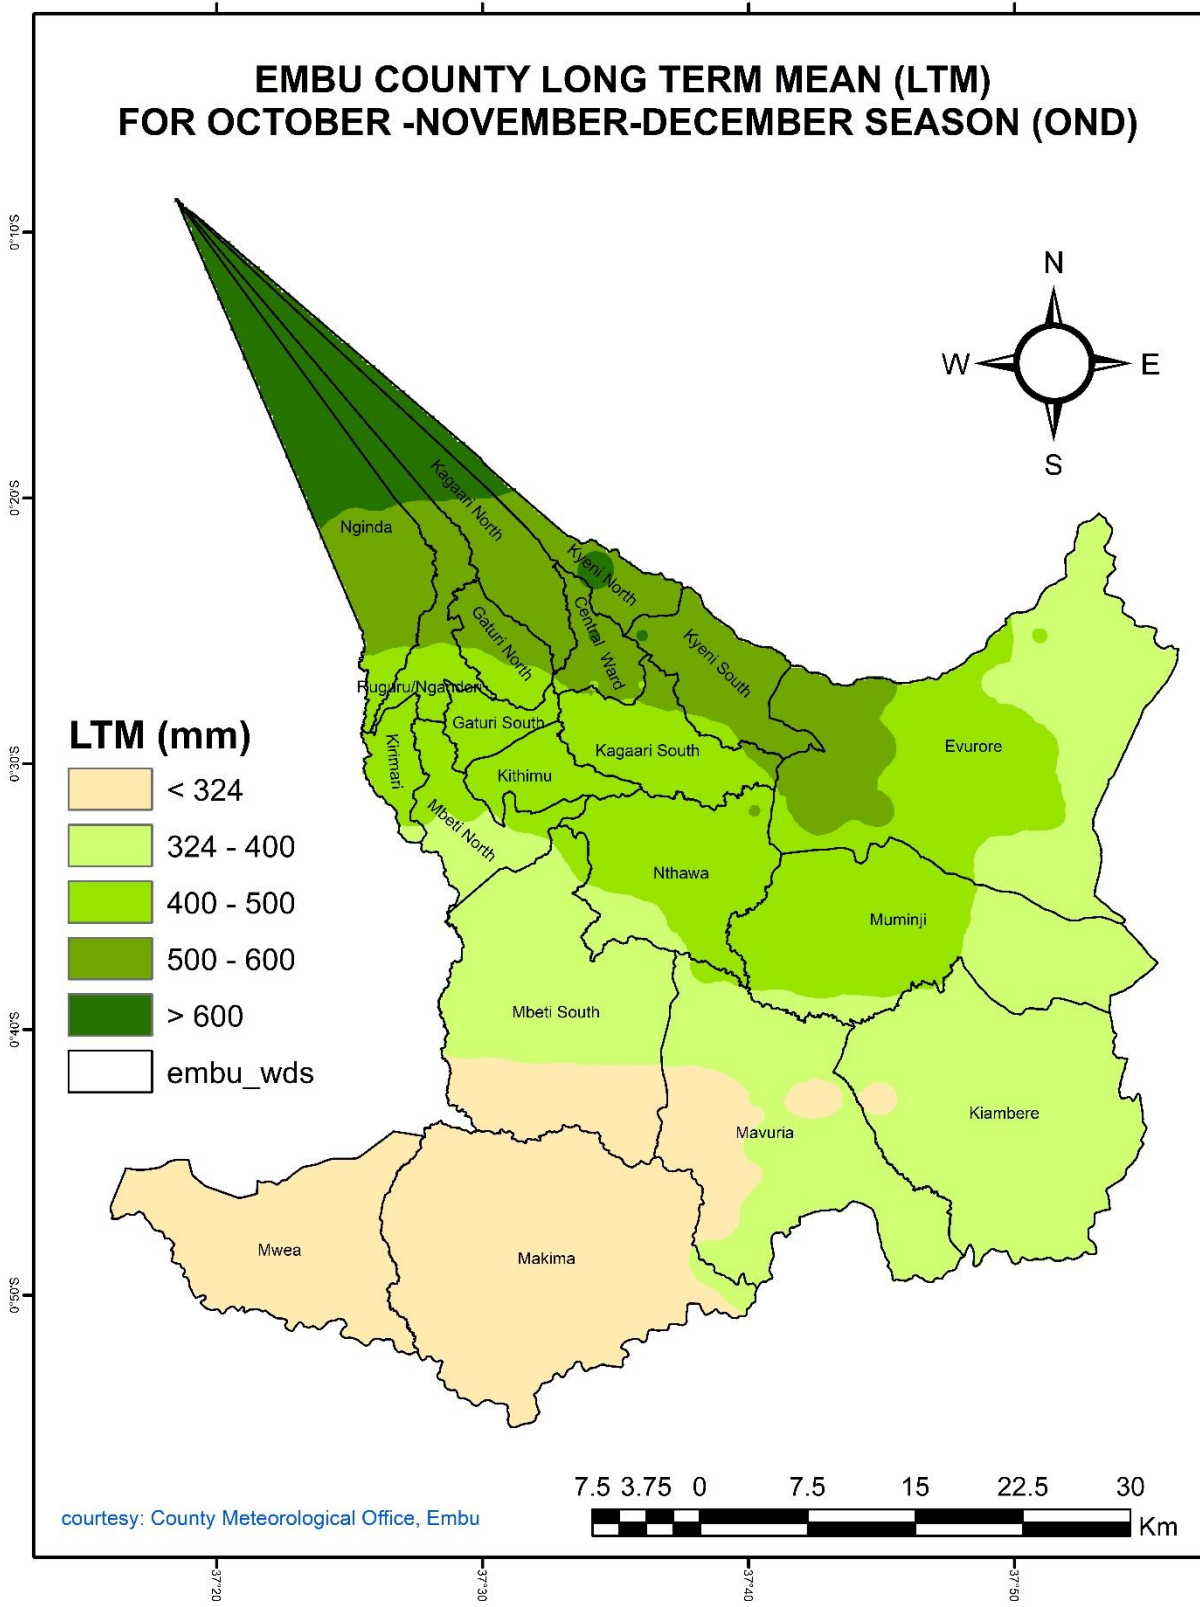 EMBU COUNTY LONG TERM MEAN (LTM)
FOR OCTOBER -NOVEMBER-DECEMBER SEASON (OND)
N
W
E
S
0°10'S
0°20'S
0°30'S
0°40'S
0°50'S
Kagaari North
Nginda
Kyeni North
Central Ward
Gaturi North
Kyeni South
Ruguru/Ngandori
Gaturi South
Evurore
Kirimari
Kagaari South
Kithimu
Mbeti North
Nthawa
Muminji
Mbeti South
Kiambere
Mavuria
Mwea
Makima
LTM (mm)
< 324
324 - 400
400 - 500
500 - 600
> 600
embu_wds
7.5 3.75 0 7.5 15 22.5 30
Km
courtesy: County Meteorological Office, Embu
37°20'
37°30'
37°40'
37°50'